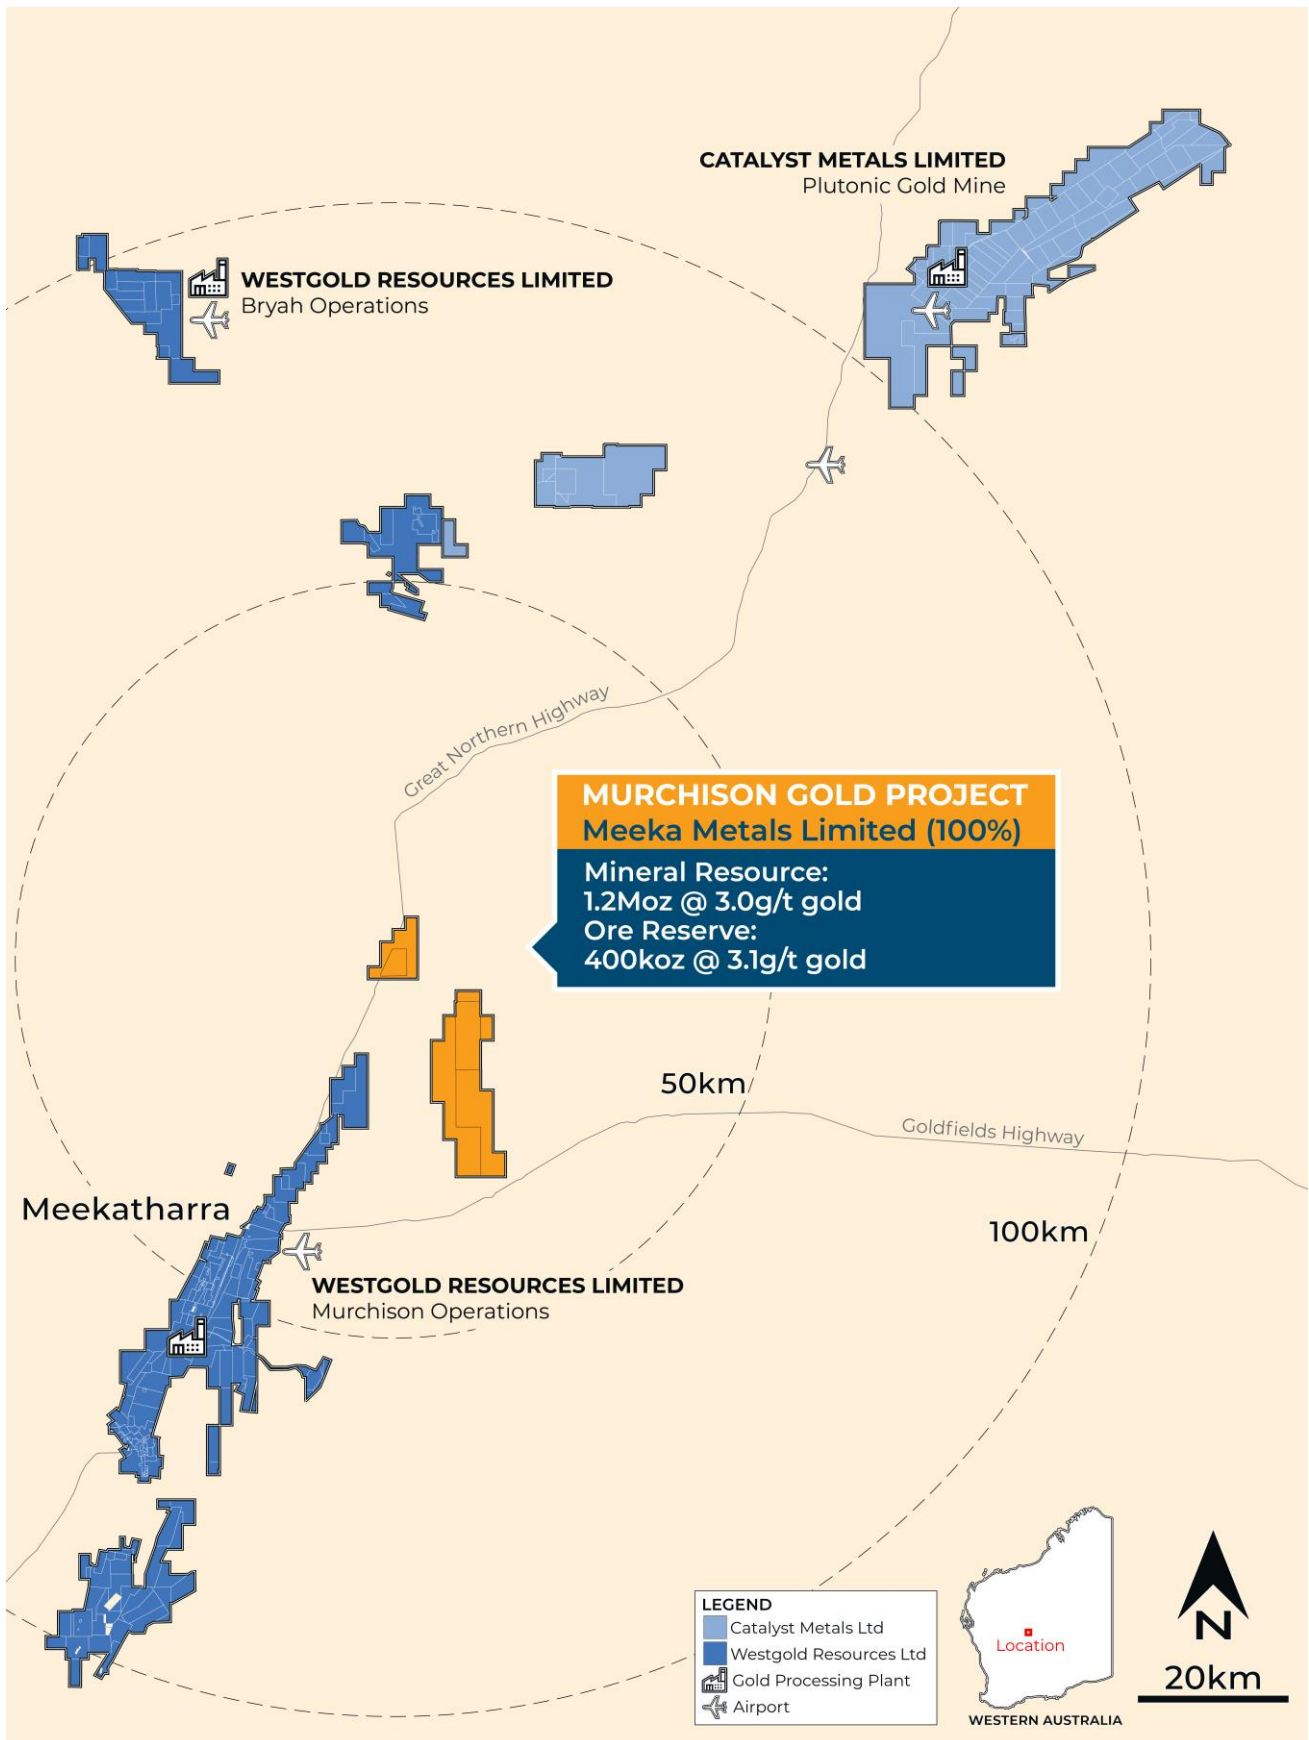 CATALYST METALS LIMITED
Plutonic Gold Mine
WESTGOLD RESOURCES LIMITED
Bryah Operations
Great Northern Highway
MURCHISON GOLD PROJECT
Meeka Metals Limited (100%)
Mineral Resource:
1.2Moz @ 3.0g/t gold
Ore Reserve:
400koz @ 3.1g/t gold
50km
Goldfields Highway
Meekatharra
100km
WESTGOLD RESOURCES LIMITED
Murchison Operations
LEGEND
Catalyst Metals Ltd
Westgold Resources Ltd
Gold Processing Plant
Airport
Location
WESTERN AUSTRALIA
N
20km